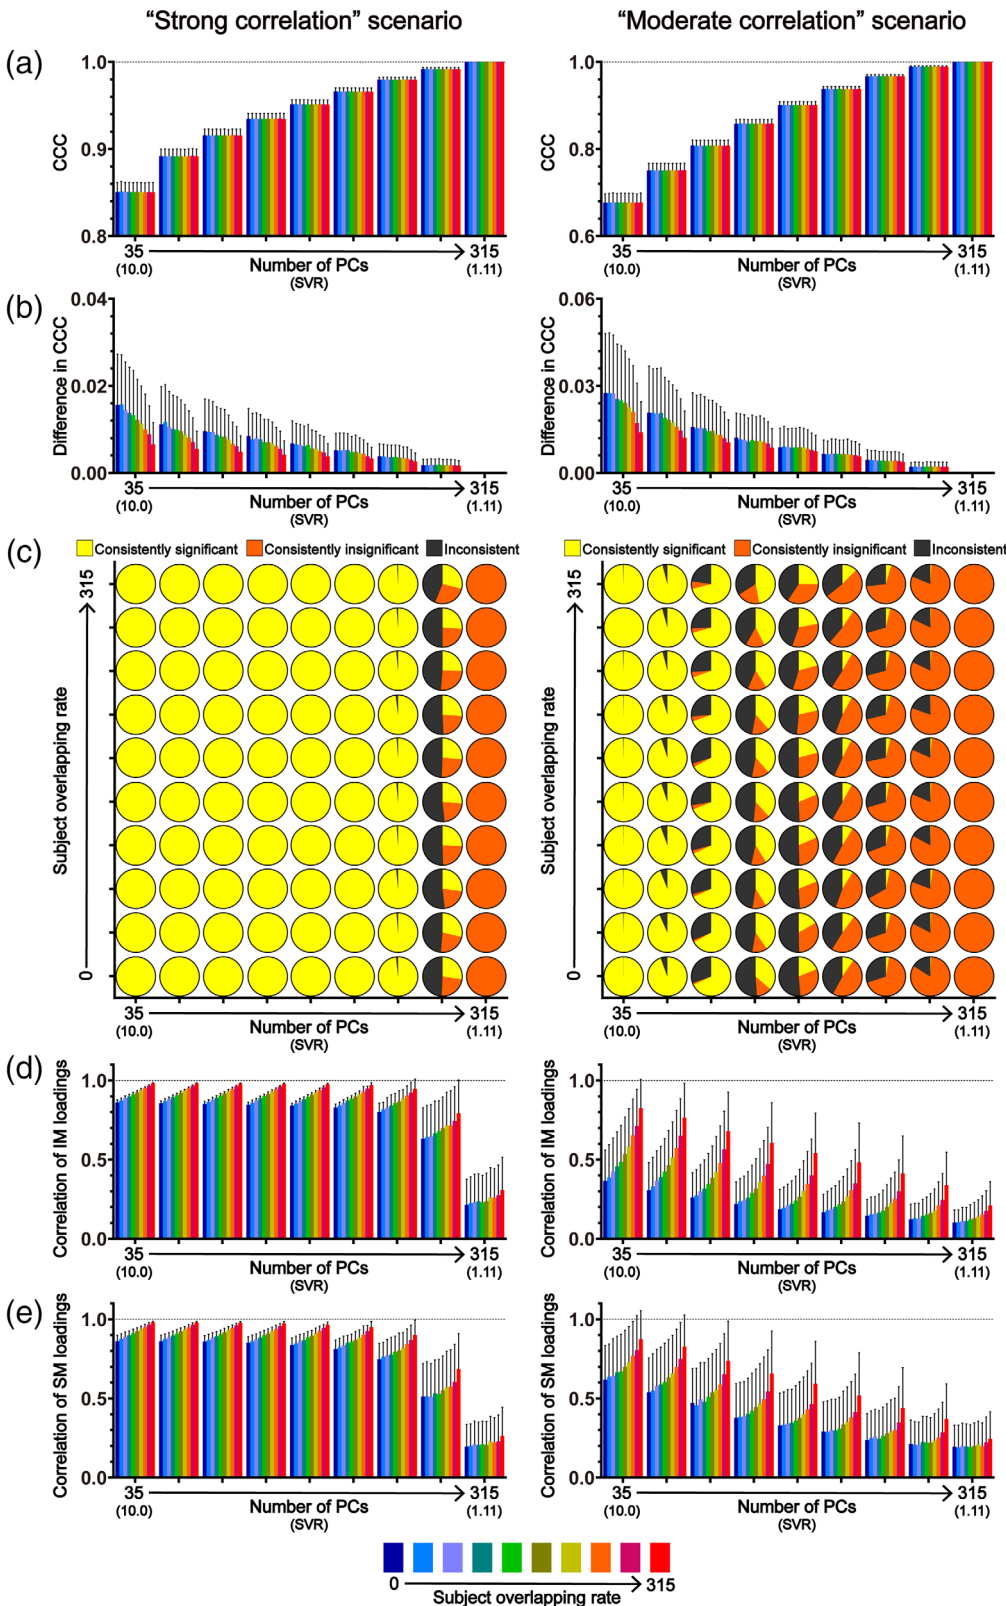 “Strong correlation” scenario
“Moderate correlation” scenario
(a)
CCC
1.0
0.9
0.8
35
(10.0)
Number of PCs
(SVR)
315
(1.11)
CCC
1.0
0.8
0.6
35
(10.0)
Number of PCs
(SVR)
315
(1.11)
(b)
Difference in CCC
0.04
0.02
0.00
35
(10.0)
Number of PCs
(SVR)
315
(1.11)
Difference in CCC
0.06
0.03
0.00
35
(10.0)
Number of PCs
(SVR)
315
(1.11)
(c)
Consistently significant
Consistently insignificant
Inconsistent
Subject overlapping rate
315
0
35
(10.0)
Number of PCs
(SVR)
315
(1.11)
Consistently significant
Consistently insignificant
Inconsistent
Subject overlapping rate
315
0
35
(10.0)
Number of PCs
(SVR)
315
(1.11)
(d)
Correlation of IM loadings
1.0
0.5
0.0
35
(10.0)
Number of PCs
(SVR)
315
(1.11)
Correlation of IM loadings
1.0
0.5
0.0
35
(10.0)
Number of PCs
(SVR)
315
(1.11)
(e)
Correlation of SM loadings
1.0
0.5
0.0
35
(10.0)
Number of PCs
(SVR)
315
(1.11)
Correlation of SM loadings
1.0
0.5
0.0
35
(10.0)
Number of PCs
(SVR)
315
(1.11)
0
315
Subject overlapping rate